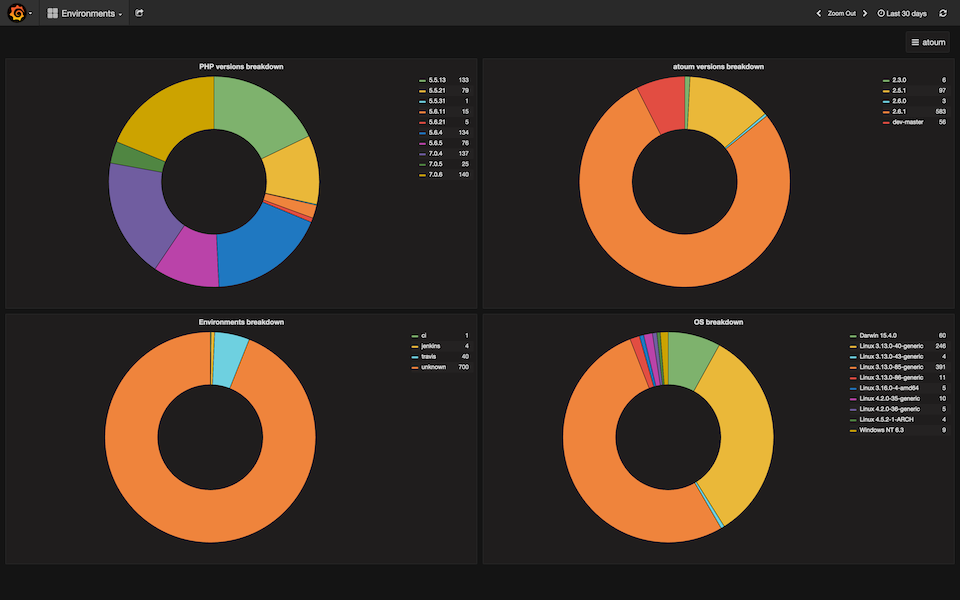 Environments
Zoom Out
Last 30 days
atoum
PHP versions breakdown
5.5.13 133
5.5.21 79
5.5.31 1
5.6.11 15
5.6.21 5
5.6.4 134
5.6.5 76
7.0.4 137
7.0.5 25
7.0.6 140
atoum versions breakdown
2.3.0 6
2.5.1 97
2.6.0 3
2.6.1 583
dev-master 56
Environments breakdown
ci 1
jenkins 4
travis 40
unknown 700
OS breakdown
Darwin 15.4.0 60
Linux 3.13.0-40-generic 246
Linux 3.13.0-43-generic 4
Linux 3.13.0-85-generic 391
Linux 3.13.0-86-generic 11
Linux 3.16.0-4-amd64 5
Linux 4.2.0-35-generic 10
Linux 4.2.0-36-generic 5
Linux 4.5.2-1-ARCH 4
Windows NT 6.3 9